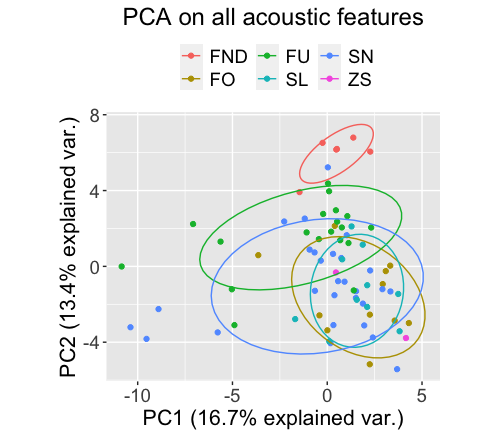 PCA on all acoustic features
FND FU SN
FO SL ZS
8
4
0
-4
PC2 (13.4% explained var.)
-10 -5 0 5
PC1 (16.7% explained var.)